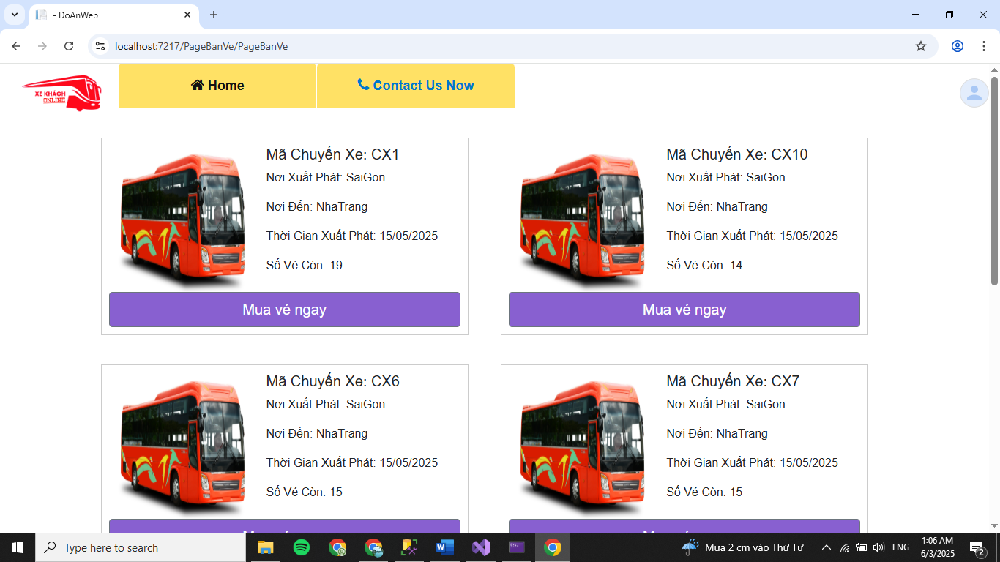 - DoAnWeb
localhost:7217/PageBanVe/PageBanVe
XE KHÁCH
ONLINE
Home
Contact Us Now
Mã Chuyến Xe: CX1
Nơi Xuất Phát: SaiGon
Nơi Đến: NhaTrang
Thời Gian Xuất Phát: 15/05/2025
Số Vé Còn: 19
Mua vé ngay
Mã Chuyến Xe: CX10
Nơi Xuất Phát: SaiGon
Nơi Đến: NhaTrang
Thời Gian Xuất Phát: 15/05/2025
Số Vé Còn: 14
Mua vé ngay
Mã Chuyến Xe: CX6
Nơi Xuất Phát: SaiGon
Nơi Đến: NhaTrang
Thời Gian Xuất Phát: 15/05/2025
Số Vé Còn: 15
Mã Chuyến Xe: CX7
Nơi Xuất Phát: SaiGon
Nơi Đến: NhaTrang
Thời Gian Xuất Phát: 15/05/2025
Số Vé Còn: 15
Type here to search
Mưa 2 cm vào Thứ Tư
ENG
1:06 AM
6/3/2025
2